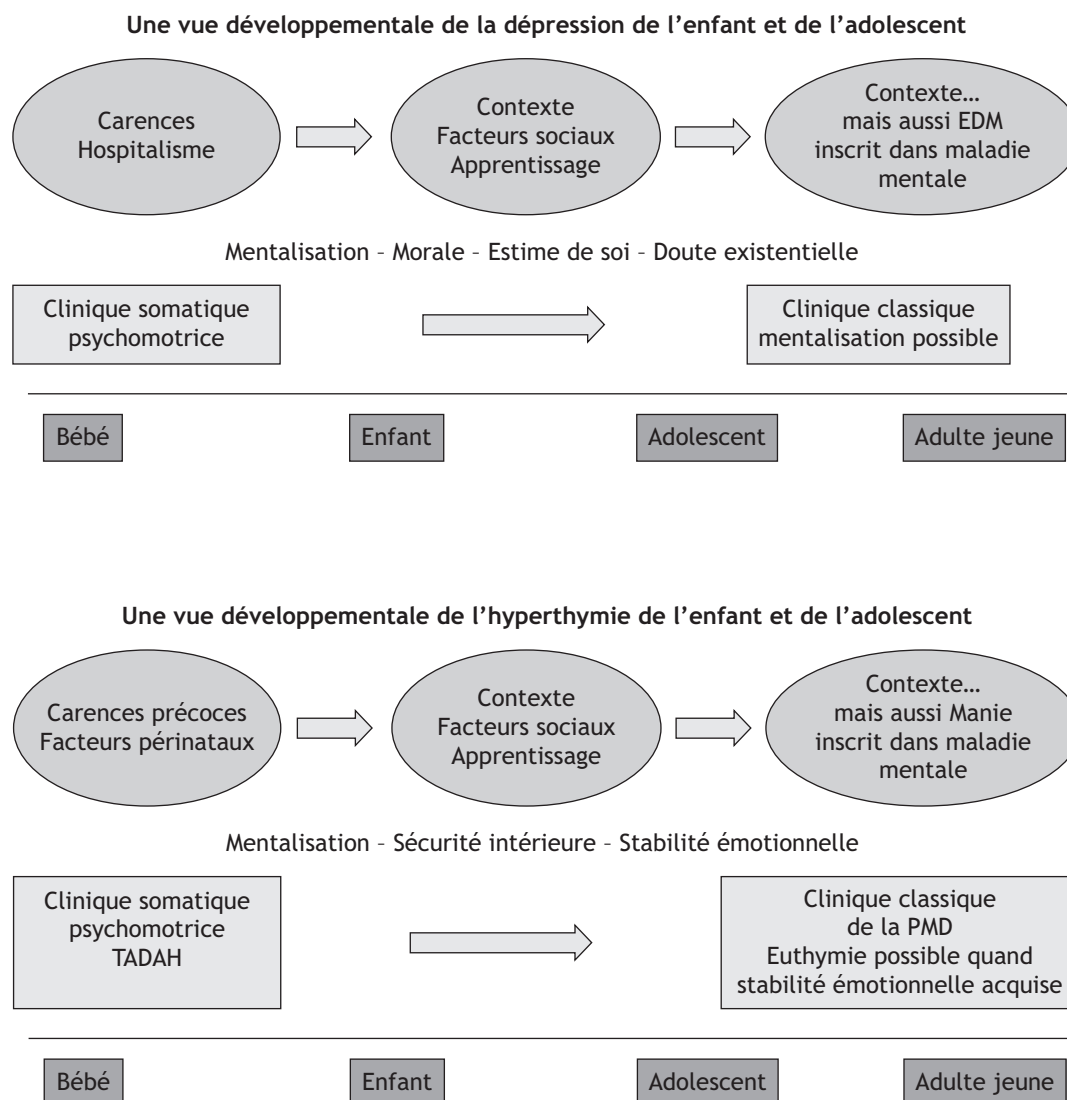 Une vue développementale de la dépression de l’enfant et de l’adolescent
Carences
Hospitalisme
Contexte
Facteurs sociaux
Apprentissage
Contexte…
mais aussi EDM
inscrit dans maladie
mentale
Mentalisation – Morale – Estime de soi – Doute existentielle
Clinique somatique
psychomotrice
Clinique classique
mentalisation possible
Bébé
Enfant
Adolescent
Adulte jeune
Une vue développementale de l’hyperthymie de l’enfant et de l’adolescent
Carences précoces
Facteurs périnataux
Contexte
Facteurs sociaux
Apprentissage
Contexte…
mais aussi Manie
inscrit dans maladie
mentale
Mentalisation – Sécurité intérieure – Stabilité émotionnelle
Clinique somatique
psychomotrice
TADAH
Clinique classique
de la PMD
Euthymie possible quand
stabilité émotionnelle acquise
Bébé
Enfant
Adolescent
Adulte jeune